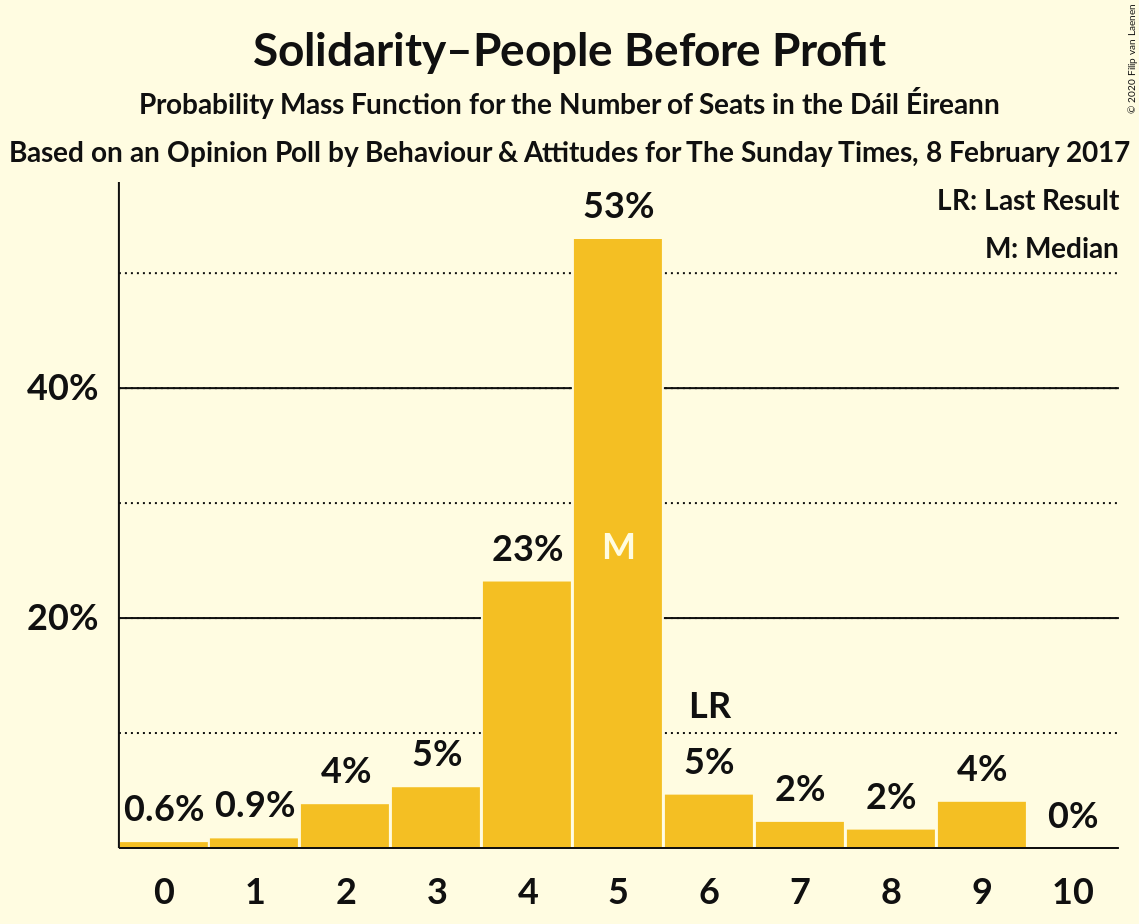 Solidarity–People Before Profit
Probability Mass Function for the Number of Seats in the Dáil Éireann
Based on an Opinion Poll by Behaviour & Attitudes for The Sunday Times, 8 February 2017
© 2020 Filip van Laenen
LR: Last Result
M: Median
53%
40%
23%
M
20%
LR
5%
4%
5%
4%
2%
2%
0.6%
0.9%
0%
0 1 2 3 4 5 6 7 8 9 10